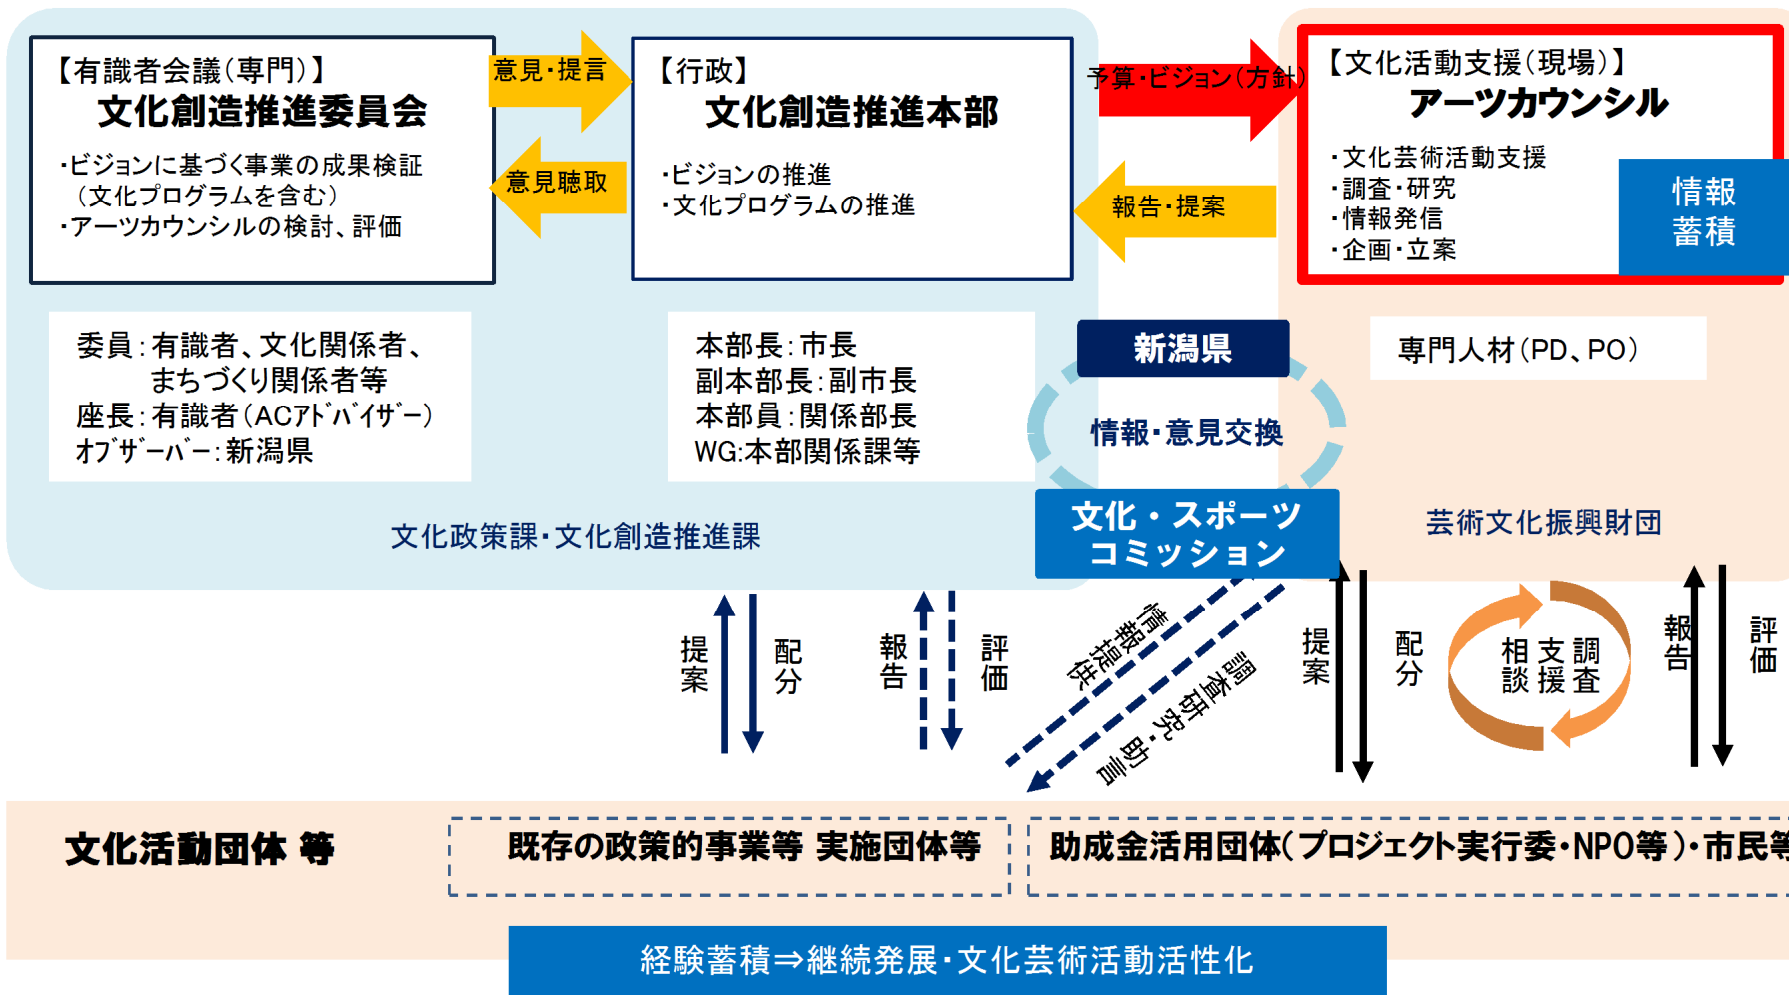 【有識者会議(専門)】
文化創造推進委員会
・ビジョンに基づく事業の成果検証
(文化プログラムを含む)
・アーツカウンシルの検討、評価
意見・提言
意見聴取
【行政】
文化創造推進本部
・ビジョンの推進
・文化プログラムの推進
予算・ビジョン(方針)
報告・提案
【文化活動支援(現場)】
アーツカウンシル
・文化芸術活動支援
・調査・研究
・情報発信
・企画・立案
情報
蓄積
委員:有識者、文化関係者、
まちづくり関係者等
座長:有識者(ACｱﾄﾞﾊﾞｲｻﾞｰ)
ｵﾌﾞｻﾞｰﾊﾞｰ:新潟県
本部長:市長
副本部長:副市長
本部員:関係部長
WG:本部関係課等
新潟県
情報・意見交換
文化・スポーツ
コミッション
専門人材(PD、PO)
文化政策課・文化創造推進課
芸術文化振興財団
提案
配分
報告
評価
情報提供
調査研究・助言
提案
配分
相談
支援
調査
報告
評価
文化活動団体 等
既存の政策的事業等 実施団体等
助成金活用団体(プロジェクト実行委・NPO等)・市民等
経験蓄積⇒継続発展・文化芸術活動活性化